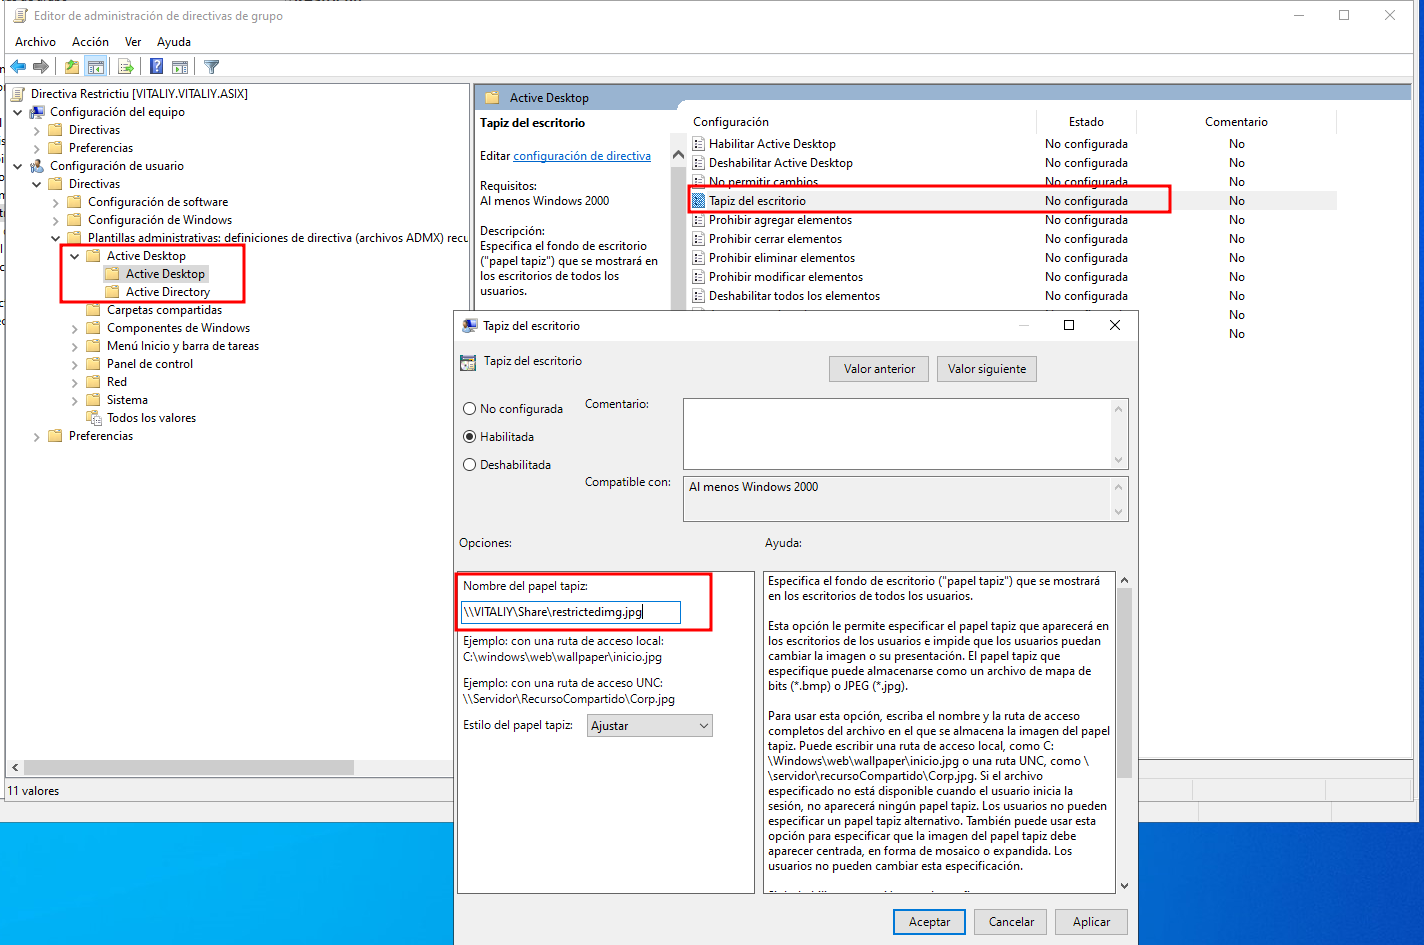 Editor de administración de directivas de grupo
Archivo Acción Ver Ayuda
Directiva Restrictiu [VITALIY.VITALIY.ASIX]
Configuración del equipo
Directivas
Preferencias
Configuración de usuario
Directivas
Configuración de software
Configuración de Windows
Plantillas administrativas: definiciones de directiva (archivos ADMX) recu
Active Desktop
Active Desktop
Active Directory
Carpetas compartidas
Componentes de Windows
Menú Inicio y barra de tareas
Panel de control
Red
Sistema
Todos los valores
Preferencias
11 valores
Active Desktop
Tapiz del escritorio
Editar configuración de directiva
Requisitos:
Al menos Windows 2000
Descripción:
Especifica el fondo de escritorio
("papel tapiz") que se mostrará
en los escritorios de todos los
usuarios.
Configuración Estado Comentario
Habilitar Active Desktop No configurada No
Deshabilitar Active Desktop No configurada No
No permitir cambios No configurada No
Tapiz del escritorio No configurada No
Prohibir agregar elementos No configurada No
Prohibir cerrar elementos No configurada No
Prohibir eliminar elementos No configurada No
Prohibir modificar elementos No configurada No
Deshabilitar todos los elementos No configurada No
No
No
Tapiz del escritorio
Tapiz del escritorio
Valor anterior Valor siguiente
No configurada
Habilitada
Deshabilitada
Comentario:
Compatible con:
Al menos Windows 2000
Opciones:
Nombre del papel tapiz:
\\VITALIY\Share\restrictedimg.jpg
Ejemplo: con una ruta de acceso local:
C:\windows\web\wallpaper\inicio.jpg
Ejemplo: con una ruta de acceso UNC:
\\Servidor\RecursoCompartido\Corp.jpg
Estilo del papel tapiz: Ajustar
Ayuda:
Especifica el fondo de escritorio ("papel tapiz") que se mostrará
en los escritorios de todos los usuarios.
Esta opción le permite especificar el papel tapiz que aparecerá en
los escritorios de los usuarios e impide que los usuarios puedan
cambiar la imagen o su presentación. El papel tapiz que
especifique puede almacenarse como un archivo de mapa de
bits (*.bmp) o JPEG (*.jpg).
Para usar esta opción, escriba el nombre y la ruta de acceso
completos del archivo en el que se almacena la imagen del papel
tapiz. Puede escribir una ruta de acceso local, como C:
\Windows\web\wallpaper\inicio.jpg o una ruta UNC, como \
\servidor\recursoCompartido\Corp.jpg. Si el archivo
especificado no está disponible cuando el usuario inicia la
sesión, no aparecerá ningún papel tapiz. Los usuarios no pueden
especificar un papel tapiz alternativo. También puede usar esta
opción para especificar que la imagen del papel tapiz debe
aparecer centrada, en forma de mosaico o expandida. Los
usuarios no pueden cambiar esta especificación.
Aceptar Cancelar Aplicar